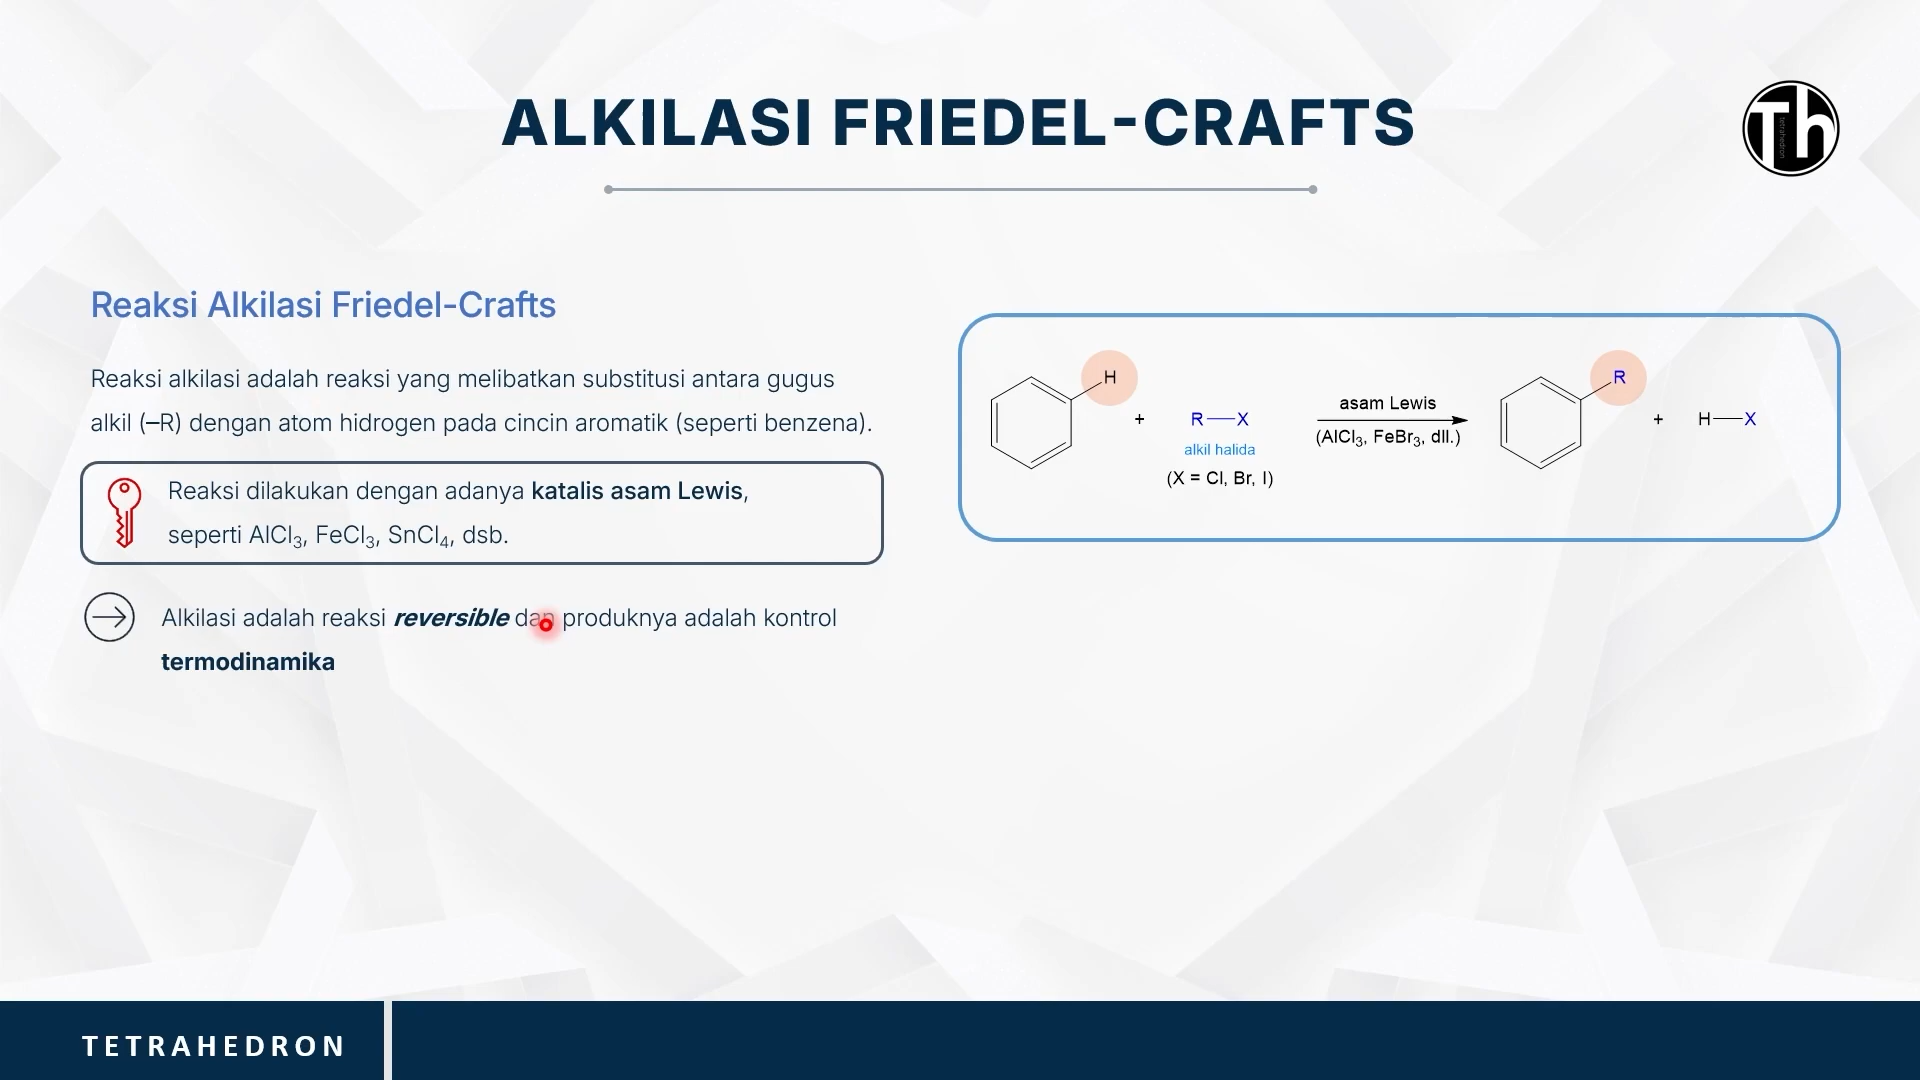 ALKILASI FRIEDEL-CRAFTS
Th
tetrahedron
Reaksi Alkilasi Friedel-Crafts
Reaksi alkilasi adalah reaksi yang melibatkan substitusi antara gugus
alkil (–R) dengan atom hidrogen pada cincin aromatik (seperti benzena).
Reaksi dilakukan dengan adanya katalis asam Lewis,
seperti AlCl₃, FeCl₃, SnCl₄, dsb.
Alkilasi adalah reaksi reversible dan produknya adalah kontrol
termodinamika
H
+
R—X
alkil halida
(X = Cl, Br, I)
asam Lewis
(AlCl₃, FeBr₃, dll.)
R
+
H—X
TETRAHEDRON